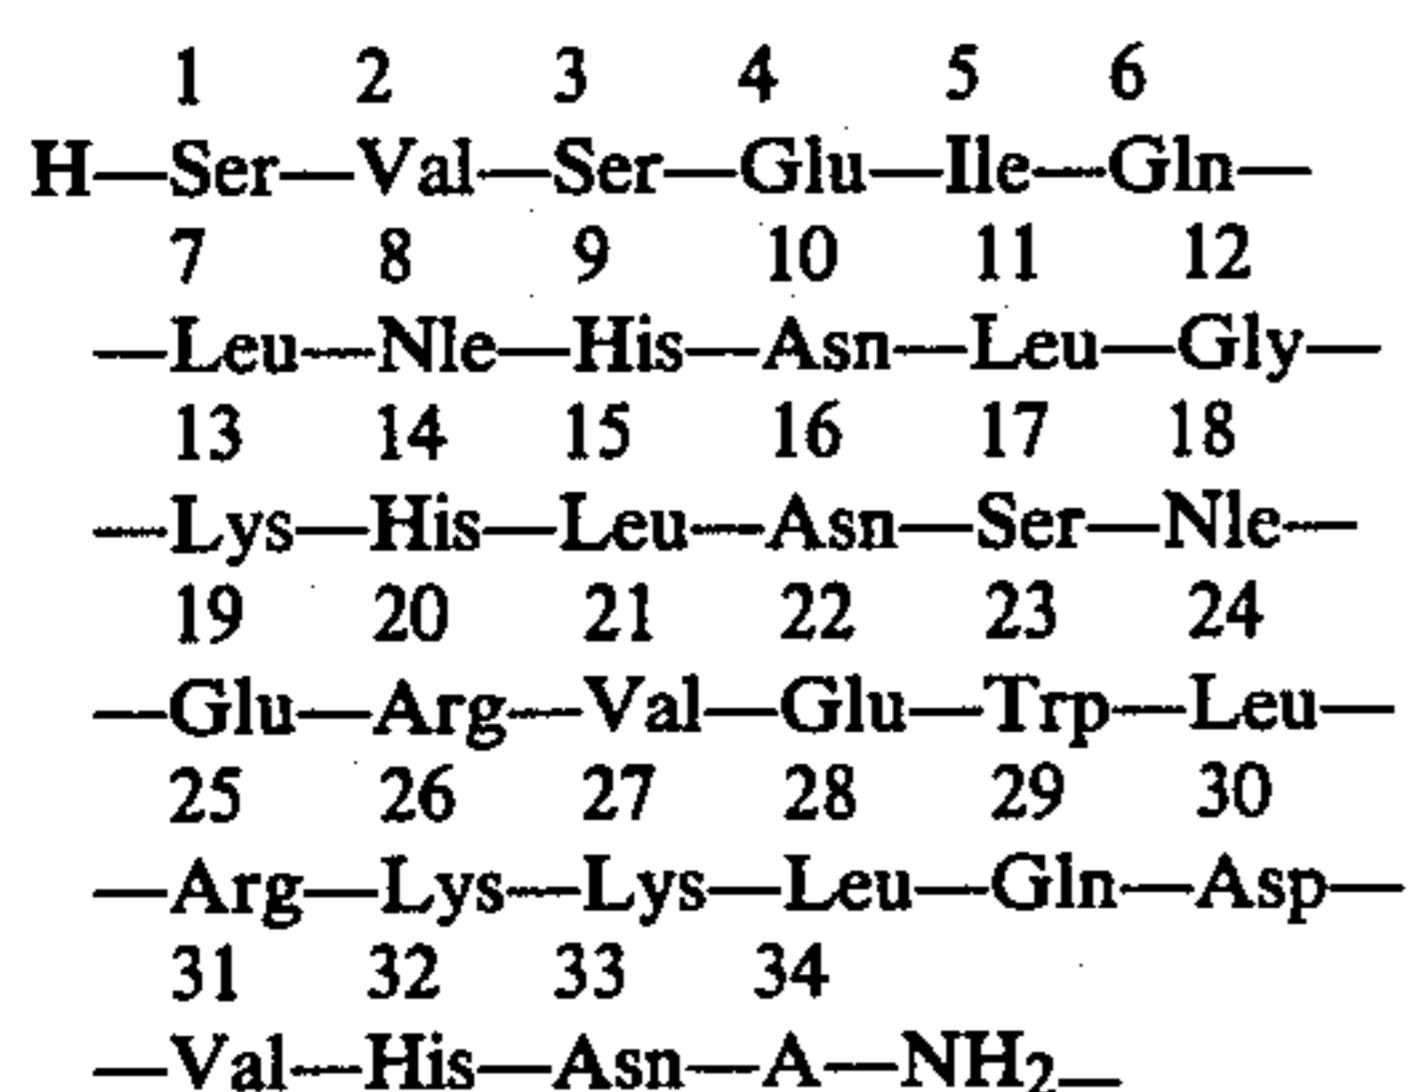 1 2 3 4 5 6
H—Ser—Val—Ser—Glu—Ile—Gln—
7 8 9 10 11 12
—Leu—Nle—His—Asn—Leu—Gly—
13 14 15 16 17 18
—Lys—His—Leu—Asn—Ser—Nle—
19 20 21 22 23 24
—Glu—Arg—Val—Glu—Trp—Leu—
25 26 27 28 29 30
—Arg—Lys—Lys—Leu—Gln—Asp—
31 32 33 34
—Val—His—Asn—A—NH2—